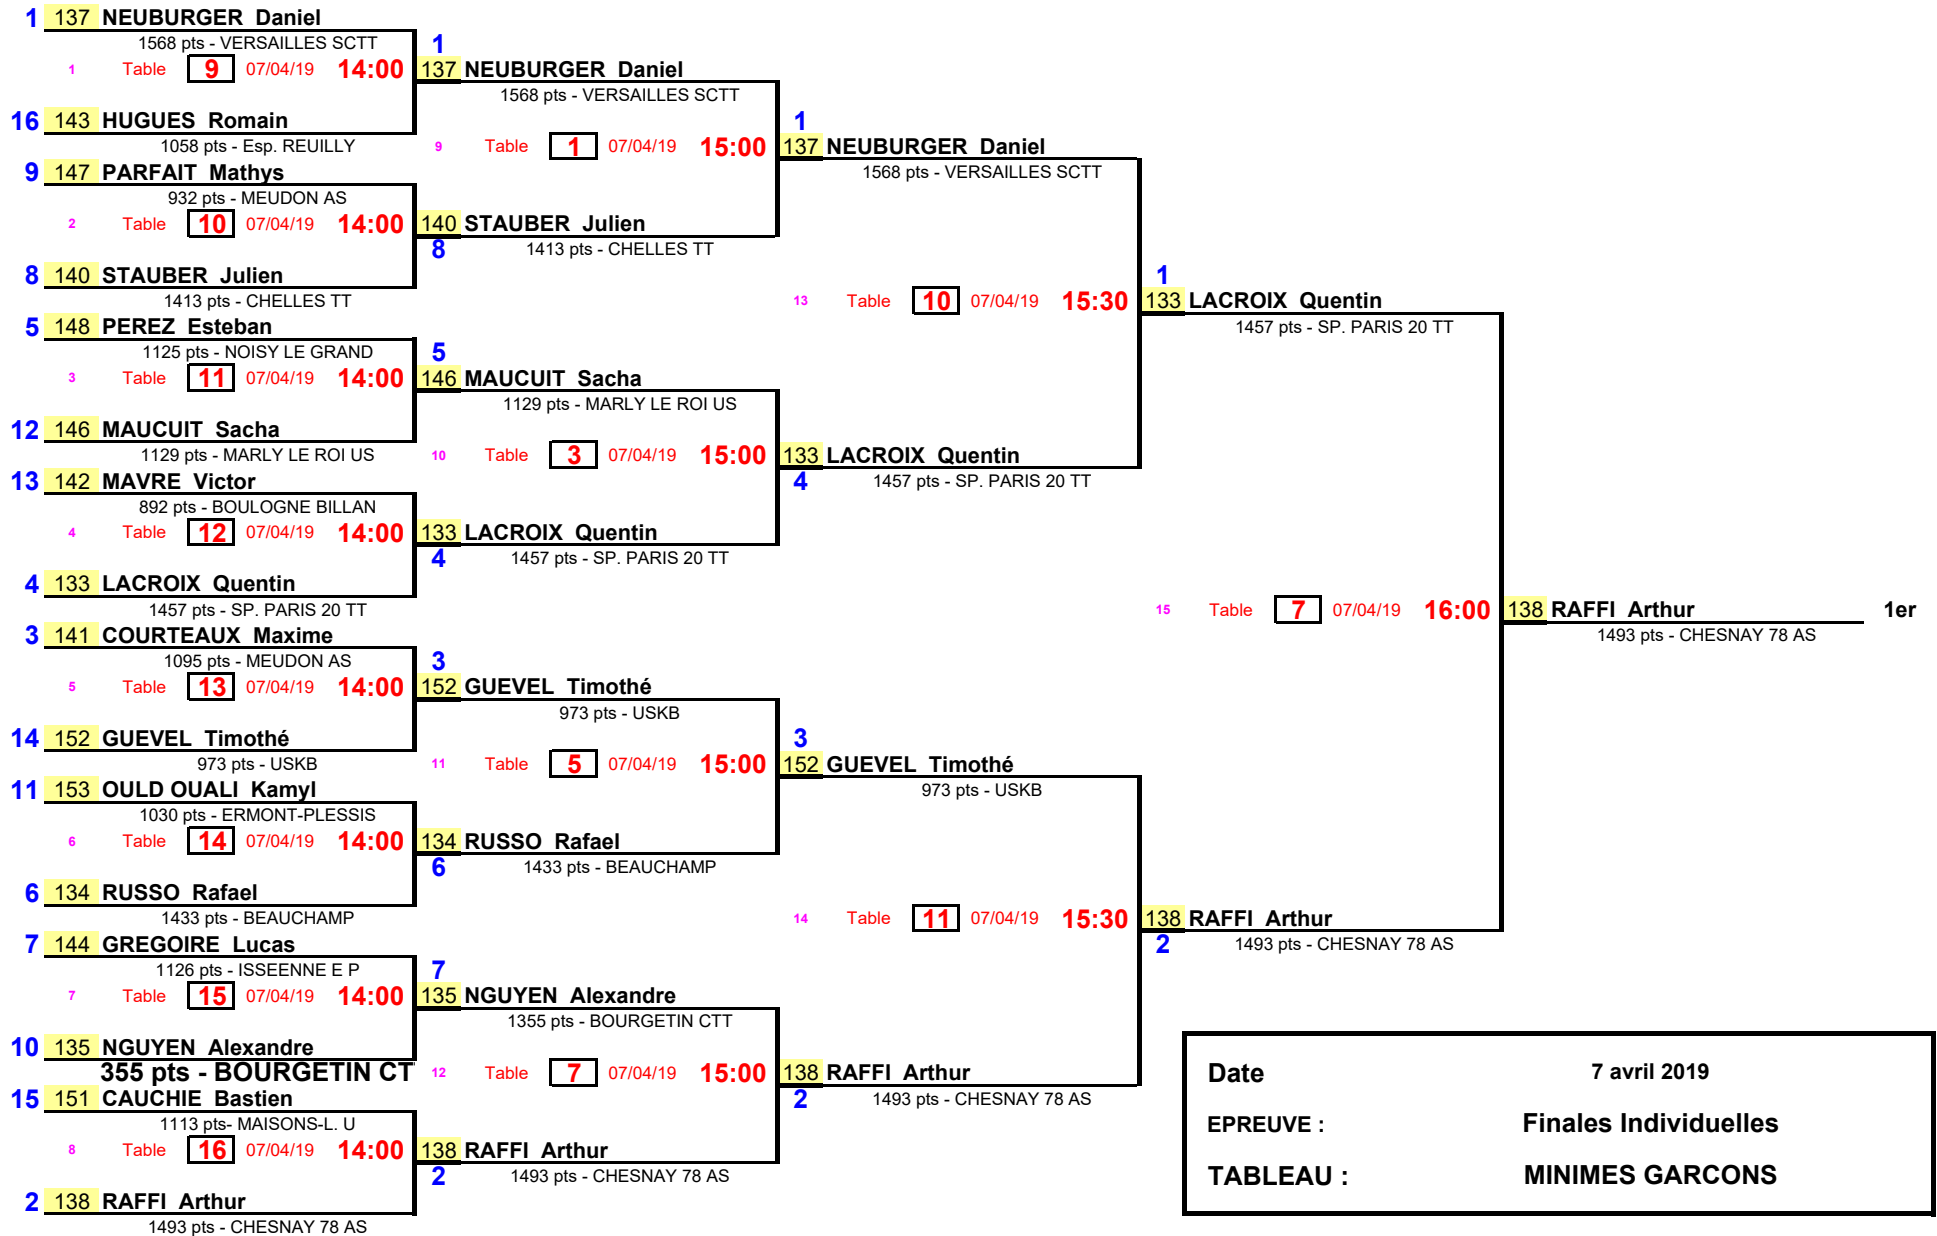 1 137 NEUBURGER Daniel
1568 pts - VERSAILLES SCTT
1 Table 9 07/04/19 14:00
16 143 HUGUES Romain
1058 pts - Esp. REUILLY
9 147 PARFAIT Mathys
932 pts - MEUDON AS
2 Table 10 07/04/19 14:00
8 140 STAUBER Julien
1413 pts - CHELLES TT
5 148 PEREZ Esteban
1125 pts - NOISY LE GRAND
3 Table 11 07/04/19 14:00
12 146 MAUCUIT Sacha
1129 pts - MARLY LE ROI US
13 142 MAVRE Victor
892 pts - BOULOGNE BILLAN
4 Table 12 07/04/19 14:00
4 133 LACROIX Quentin
1457 pts - SP. PARIS 20 TT
3 141 COURTEAUX Maxime
1095 pts - MEUDON AS
5 Table 13 07/04/19 14:00
14 152 GUEVEL Timothé
973 pts - USKB
11 153 OULD OUALI Kamyl
1030 pts - ERMONT-PLESSIS
6 Table 14 07/04/19 14:00
6 134 RUSSO Rafael
1433 pts - BEAUCHAMP
7 144 GREGOIRE Lucas
1126 pts - ISSEENNE E P
7 Table 15 07/04/19 14:00
10 135 NGUYEN Alexandre
355 pts - BOURGETIN CT
15 151 CAUCHIE Bastien
1113 pts- MAISONS-L. U
8 Table 16 07/04/19 14:00
2 138 RAFFI Arthur
1493 pts - CHESNAY 78 AS
1
137 NEUBURGER Daniel
1568 pts - VERSAILLES SCTT
9 Table 1 07/04/19 15:00
140 STAUBER Julien
8 1413 pts - CHELLES TT
5
146 MAUCUIT Sacha
1129 pts - MARLY LE ROI US
10 Table 3 07/04/19 15:00
133 LACROIX Quentin
4 1457 pts - SP. PARIS 20 TT
3
152 GUEVEL Timothé
973 pts - USKB
11 Table 5 07/04/19 15:00
134 RUSSO Rafael
6 1433 pts - BEAUCHAMP
7
135 NGUYEN Alexandre
1355 pts - BOURGETIN CTT
12 Table 7 07/04/19 15:00
138 RAFFI Arthur
2 1493 pts - CHESNAY 78 AS
1
137 NEUBURGER Daniel
1568 pts - VERSAILLES SCTT
13 Table 10 07/04/19 15:30
133 LACROIX Quentin
4 1457 pts - SP. PARIS 20 TT
3
152 GUEVEL Timothé
973 pts - USKB
14 Table 11 07/04/19 15:30
138 RAFFI Arthur
2 1493 pts - CHESNAY 78 AS
1
133 LACROIX Quentin
1457 pts - SP. PARIS 20 TT
15 Table 7 07/04/19 16:00
138 RAFFI Arthur
2 1493 pts - CHESNAY 78 AS
138 RAFFI Arthur 1er
1493 pts - CHESNAY 78 AS
Date 7 avril 2019
EPREUVE : Finales Individuelles
TABLEAU : MINIMES GARCONS